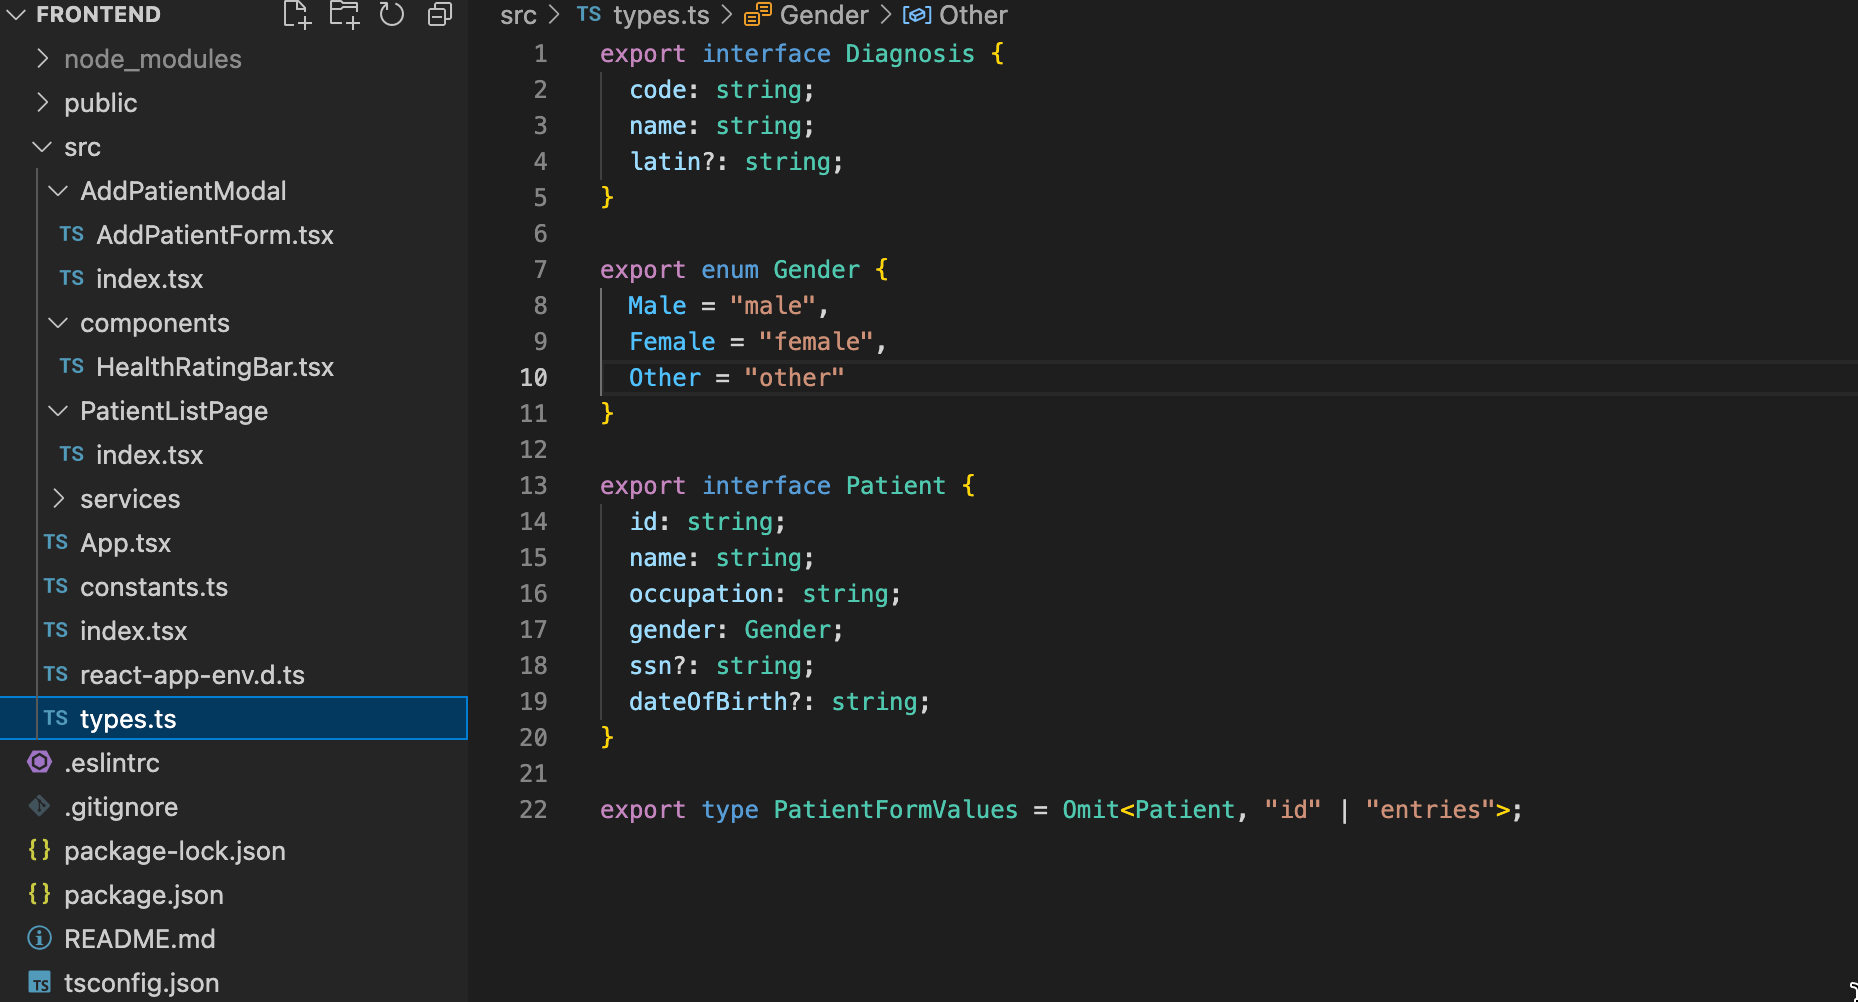 FRONTEND
node_modules
public
src
AddPatientModal
TS AddPatientForm.tsx
TS index.tsx
components
TS HealthRatingBar.tsx
PatientListPage
TS index.tsx
services
TS App.tsx
TS constants.ts
TS index.tsx
TS react-app-env.d.ts
TS types.ts
.eslintrc
.gitignore
{} package-lock.json
{} package.json
README.md
TS tsconfig.json
src > TS types.ts > Gender > Other
1 export interface Diagnosis {
2 code: string;
3 name: string;
4 latin?: string;
5 }
6
7 export enum Gender {
8 Male = "male",
9 Female = "female",
10 Other = "other"
11 }
12
13 export interface Patient {
14 id: string;
15 name: string;
16 occupation: string;
17 gender: Gender;
18 ssn?: string;
19 dateOfBirth?: string;
20 }
21
22 export type PatientFormValues = Omit<Patient, "id" | "entries">;